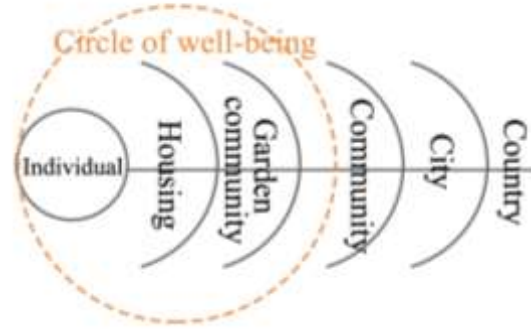 Circle of well-being
Individual
Housing
Garden
community
Community
City
Country